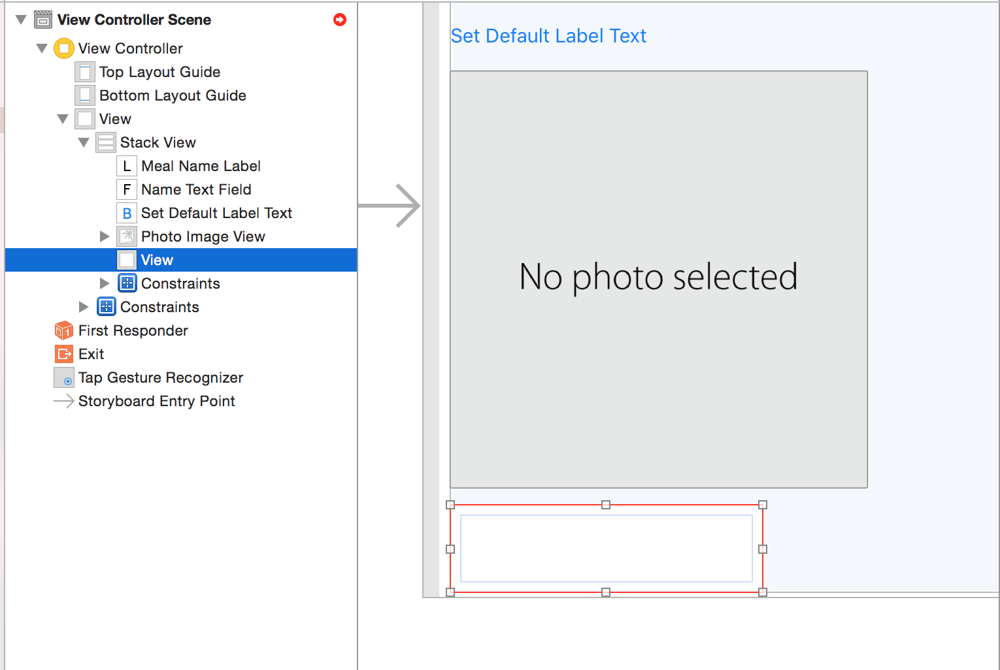 View Controller Scene
View Controller
Top Layout Guide
Bottom Layout Guide
View
Stack View
L Meal Name Label
F Name Text Field
B Set Default Label Text
Photo Image View
View
Constraints
Constraints
1 First Responder
Exit
Tap Gesture Recognizer
Storyboard Entry Point
Set Default Label Text
No photo selected